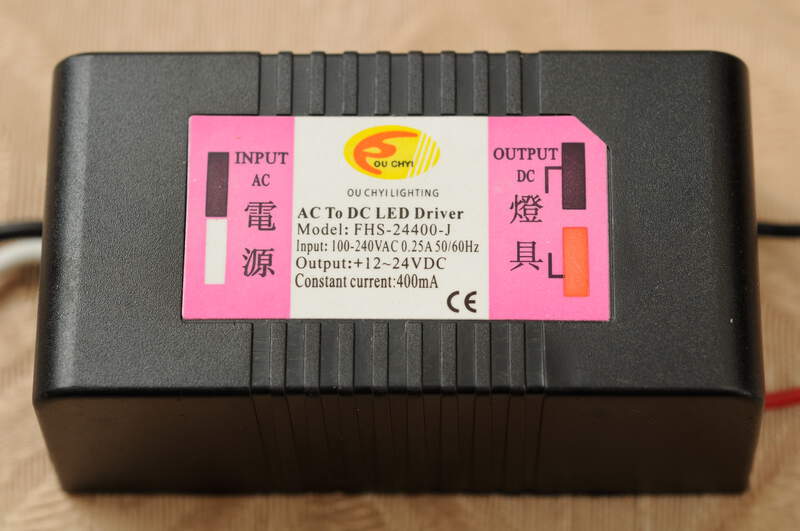 INPUT
AC
電
源
OU CHYI
OU CHYI LIGHTING
AC To DC LED Driver
Model: FHS-24400-J
Input: 100-240VAC 0.25A 50/60Hz
Output:+12~24VDC
Constant current:400mA
CE
OUTPUT
DC
燈
具